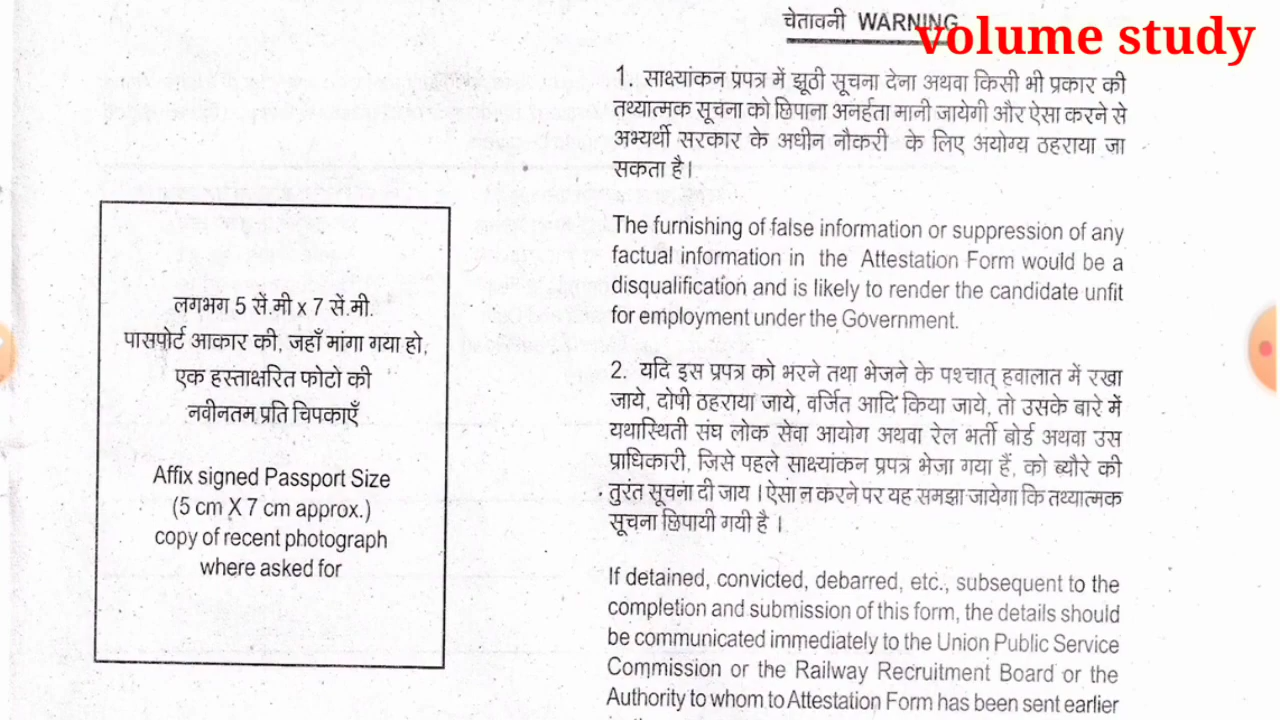 चेतावनी WARNING
volume study
1. साक्ष्यांकन प्रपत्र में झूठी सूचना देना अथवा किसी भी प्रकार की
तथ्यात्मक सूचना को छिपाना अनर्हता मानी जायेगी और ऐसा करने से
अभ्यर्थी सरकार के अधीन नौकरी के लिए अयोग्य ठहराया जा
सकता है।
The furnishing of false information or suppression of any
factual information in the Attestation Form would be a
disqualification and is likely to render the candidate unfit
for employment under the Government.
लगभग 5 सें.मी x 7 सें.मी.
पासपोर्ट आकार की, जहाँ मांगा गया हो,
एक हस्ताक्षरित फोटो की
नवीनतम प्रति चिपकाएँ
Affix signed Passport Size
(5 cm X 7 cm approx.)
copy of recent photograph
where asked for
2. यदि इस प्रपत्र को भरने तथा भेजने के पश्चात् हवालात में रखा
जाये, दोषी ठहराया जाये, वर्जित आदि किया जाये, तो उसके बारे में
यथास्थिती संघ लोक सेवा आयोग अथवा रेल भर्ती बोर्ड अथवा उस
प्राधिकारी, जिसे पहले साक्ष्यांकन प्रपत्र भेजा गया हैं, को ब्यौरे की
तुरंत सूचना दी जाय। ऐसा न करने पर यह समझा जायेगा कि तथ्यात्मक
सूचना छिपायी गयी है ।
If detained, convicted, debarred, etc., subsequent to the
completion and submission of this form, the details should
be communicated immediately to the Union Public Service
Commission or the Railway Recruitment Board or the
Authority to whom to Attestation Form has been sent earlier